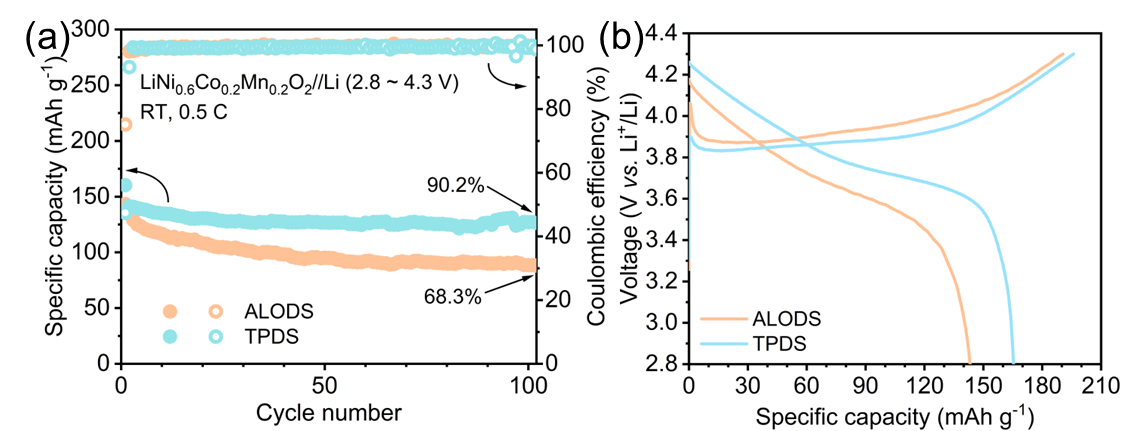 (a)
300
250
200
150
100
50
0
Specific capacity (mAh g⁻¹)
LiNi₀.₆Co₀.₂Mn₀.₂O₂//Li (2.8 ~ 4.3 V)
RT, 0.5 C
90.2%
68.3%
ALODS
TPDS
0
50
100
Cycle number
100
80
60
40
20
0
Coulombic efficiency (%)
(b)
4.4
4.2
4.0
3.8
3.6
3.4
3.2
3.0
2.8
Voltage (V vs. Li⁺/Li)
ALODS
TPDS
0
30
60
90
120
150
180
210
Specific capacity (mAh g⁻¹)